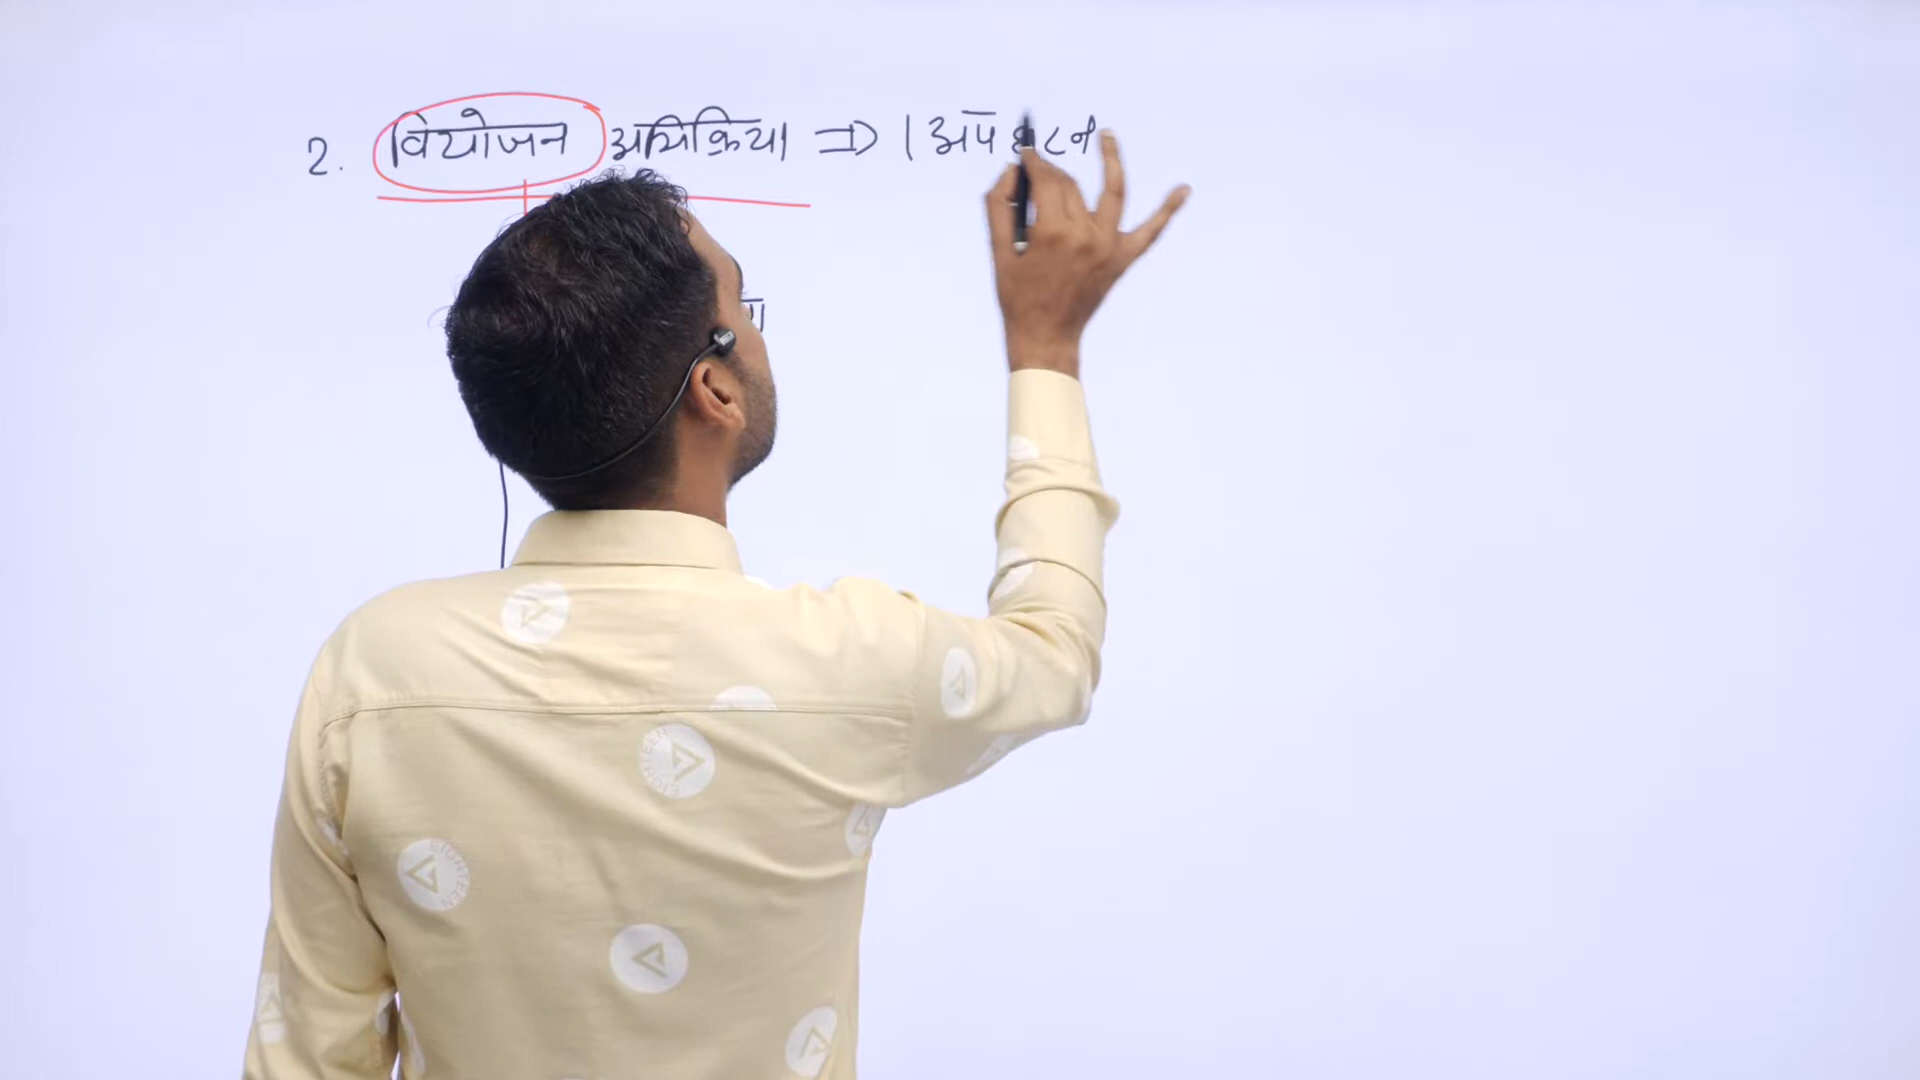 2. वियोजन अभिक्रिया ⇒ | अपघटन